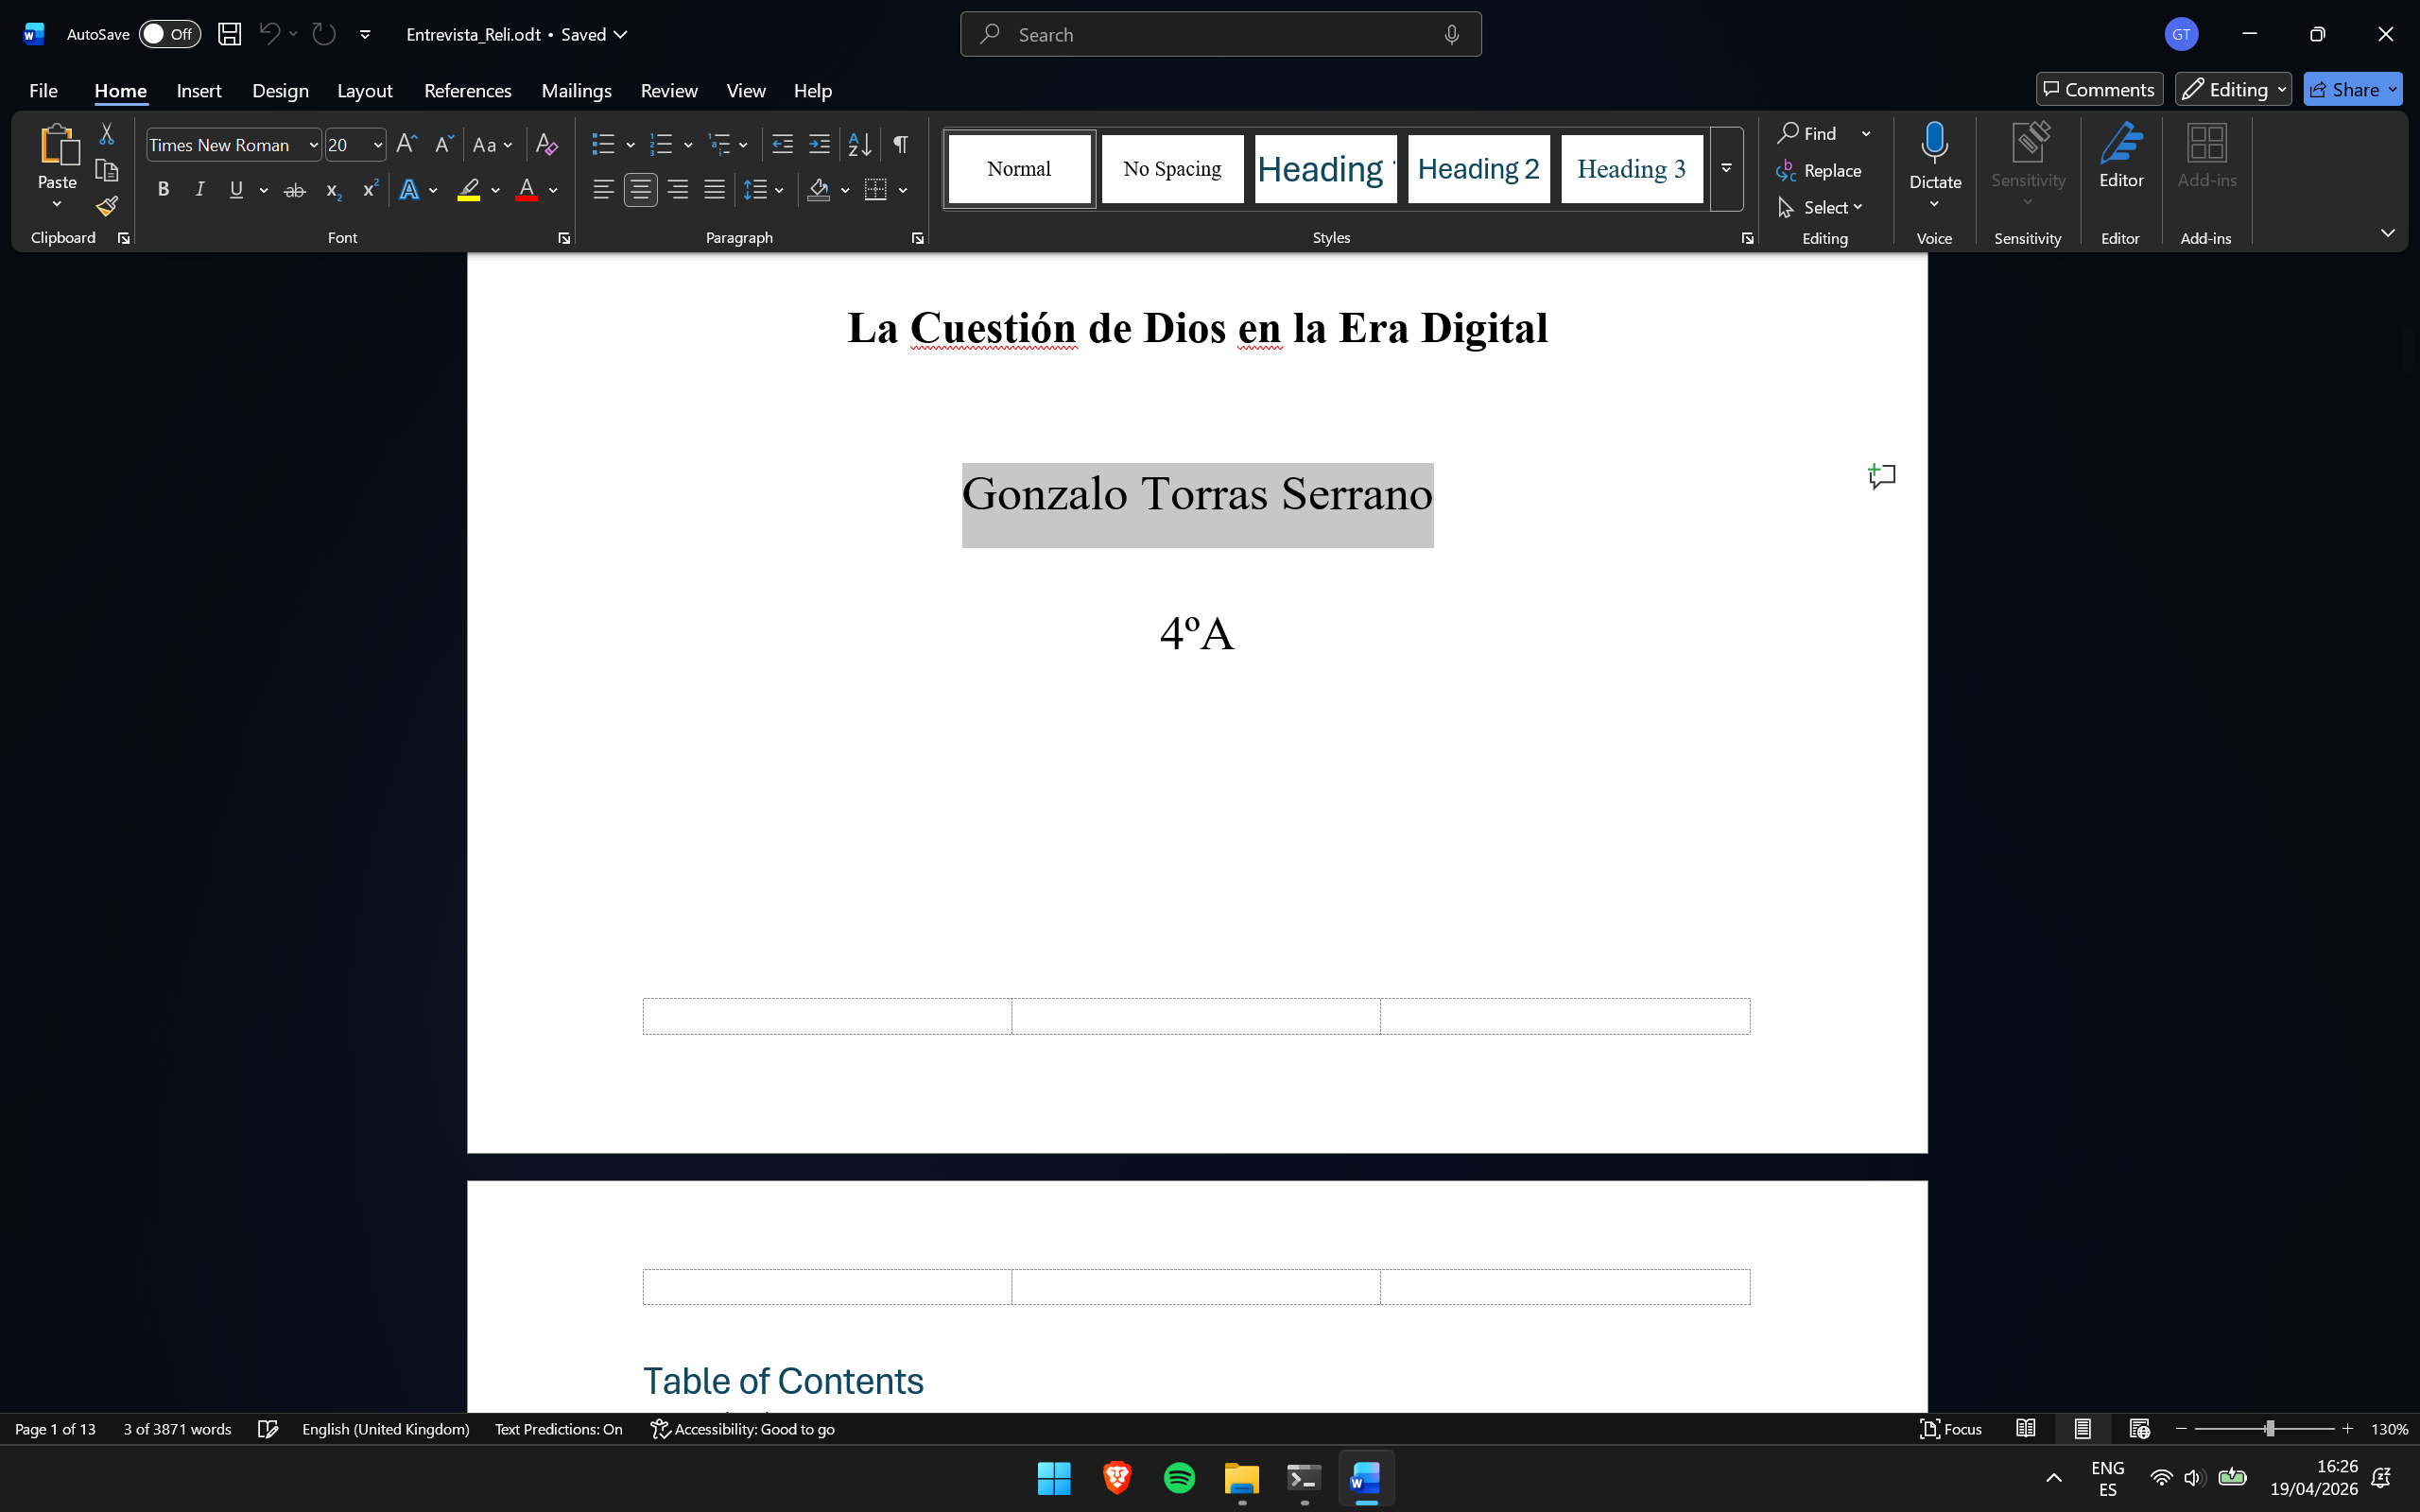 AutoSave Off Entrevista_Reli.odt • Saved Search GT
File Home Insert Design Layout References Mailings Review View Help Comments Editing Share
Paste Times New Roman 20 Aa Normal No Spacing Heading Heading 2 Heading 3 Find Replace Select Dictate Sensitivity Editor Add-ins
Clipboard Font Paragraph Styles Editing Voice Sensitivity Editor Add-ins
La Cuestión de Dios en la Era Digital
Gonzalo Torras Serrano
4ºA
Table of Contents
Page 1 of 13 3 of 3871 words English (United Kingdom) Text Predictions: On Accessibility: Good to go Focus 130%
ENG 16:26
ES 19/04/2026